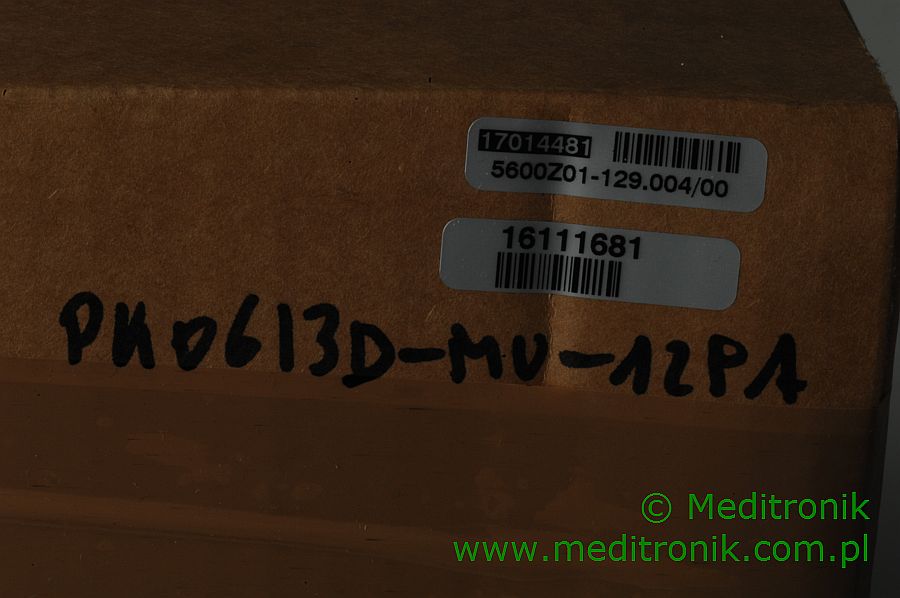 17014481
5600Z01-129.004/00
16111681
PK0613D-MU-12PA
© Meditronik
www.meditronik.com.pl